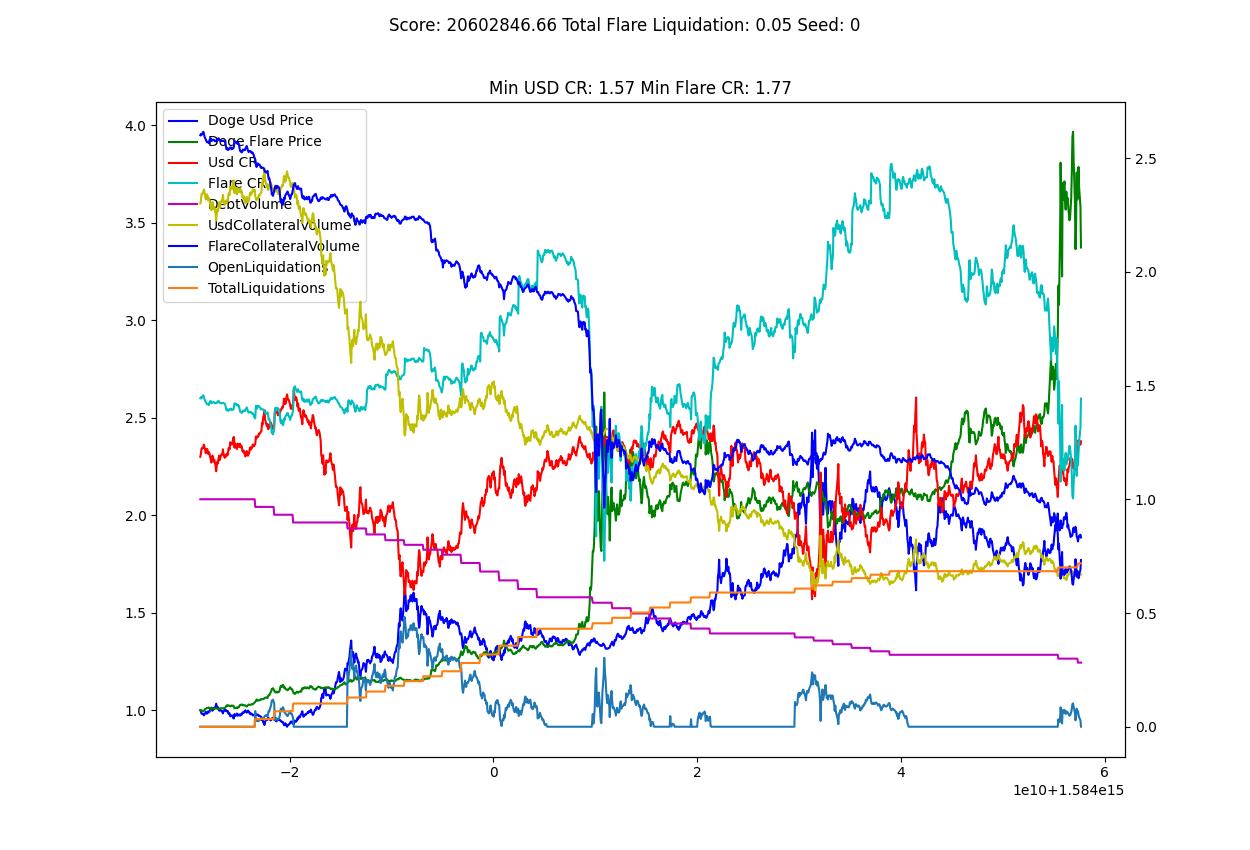 Score: 20602846.66 Total Flare Liquidation: 0.05 Seed: 0
Min USD CR: 1.57 Min Flare CR: 1.77
Doge Usd Price
Doge Flare Price
Usd CR
Flare CR
DebtVolume
UsdCollateralVolume
FlareCollateralVolume
OpenLiquidations
TotalLiquidations
4.0
3.5
3.0
2.5
2.0
1.5
1.0
2.5
2.0
1.5
1.0
0.5
0.0
−2 0 2 4 6
1e10+1.584e15